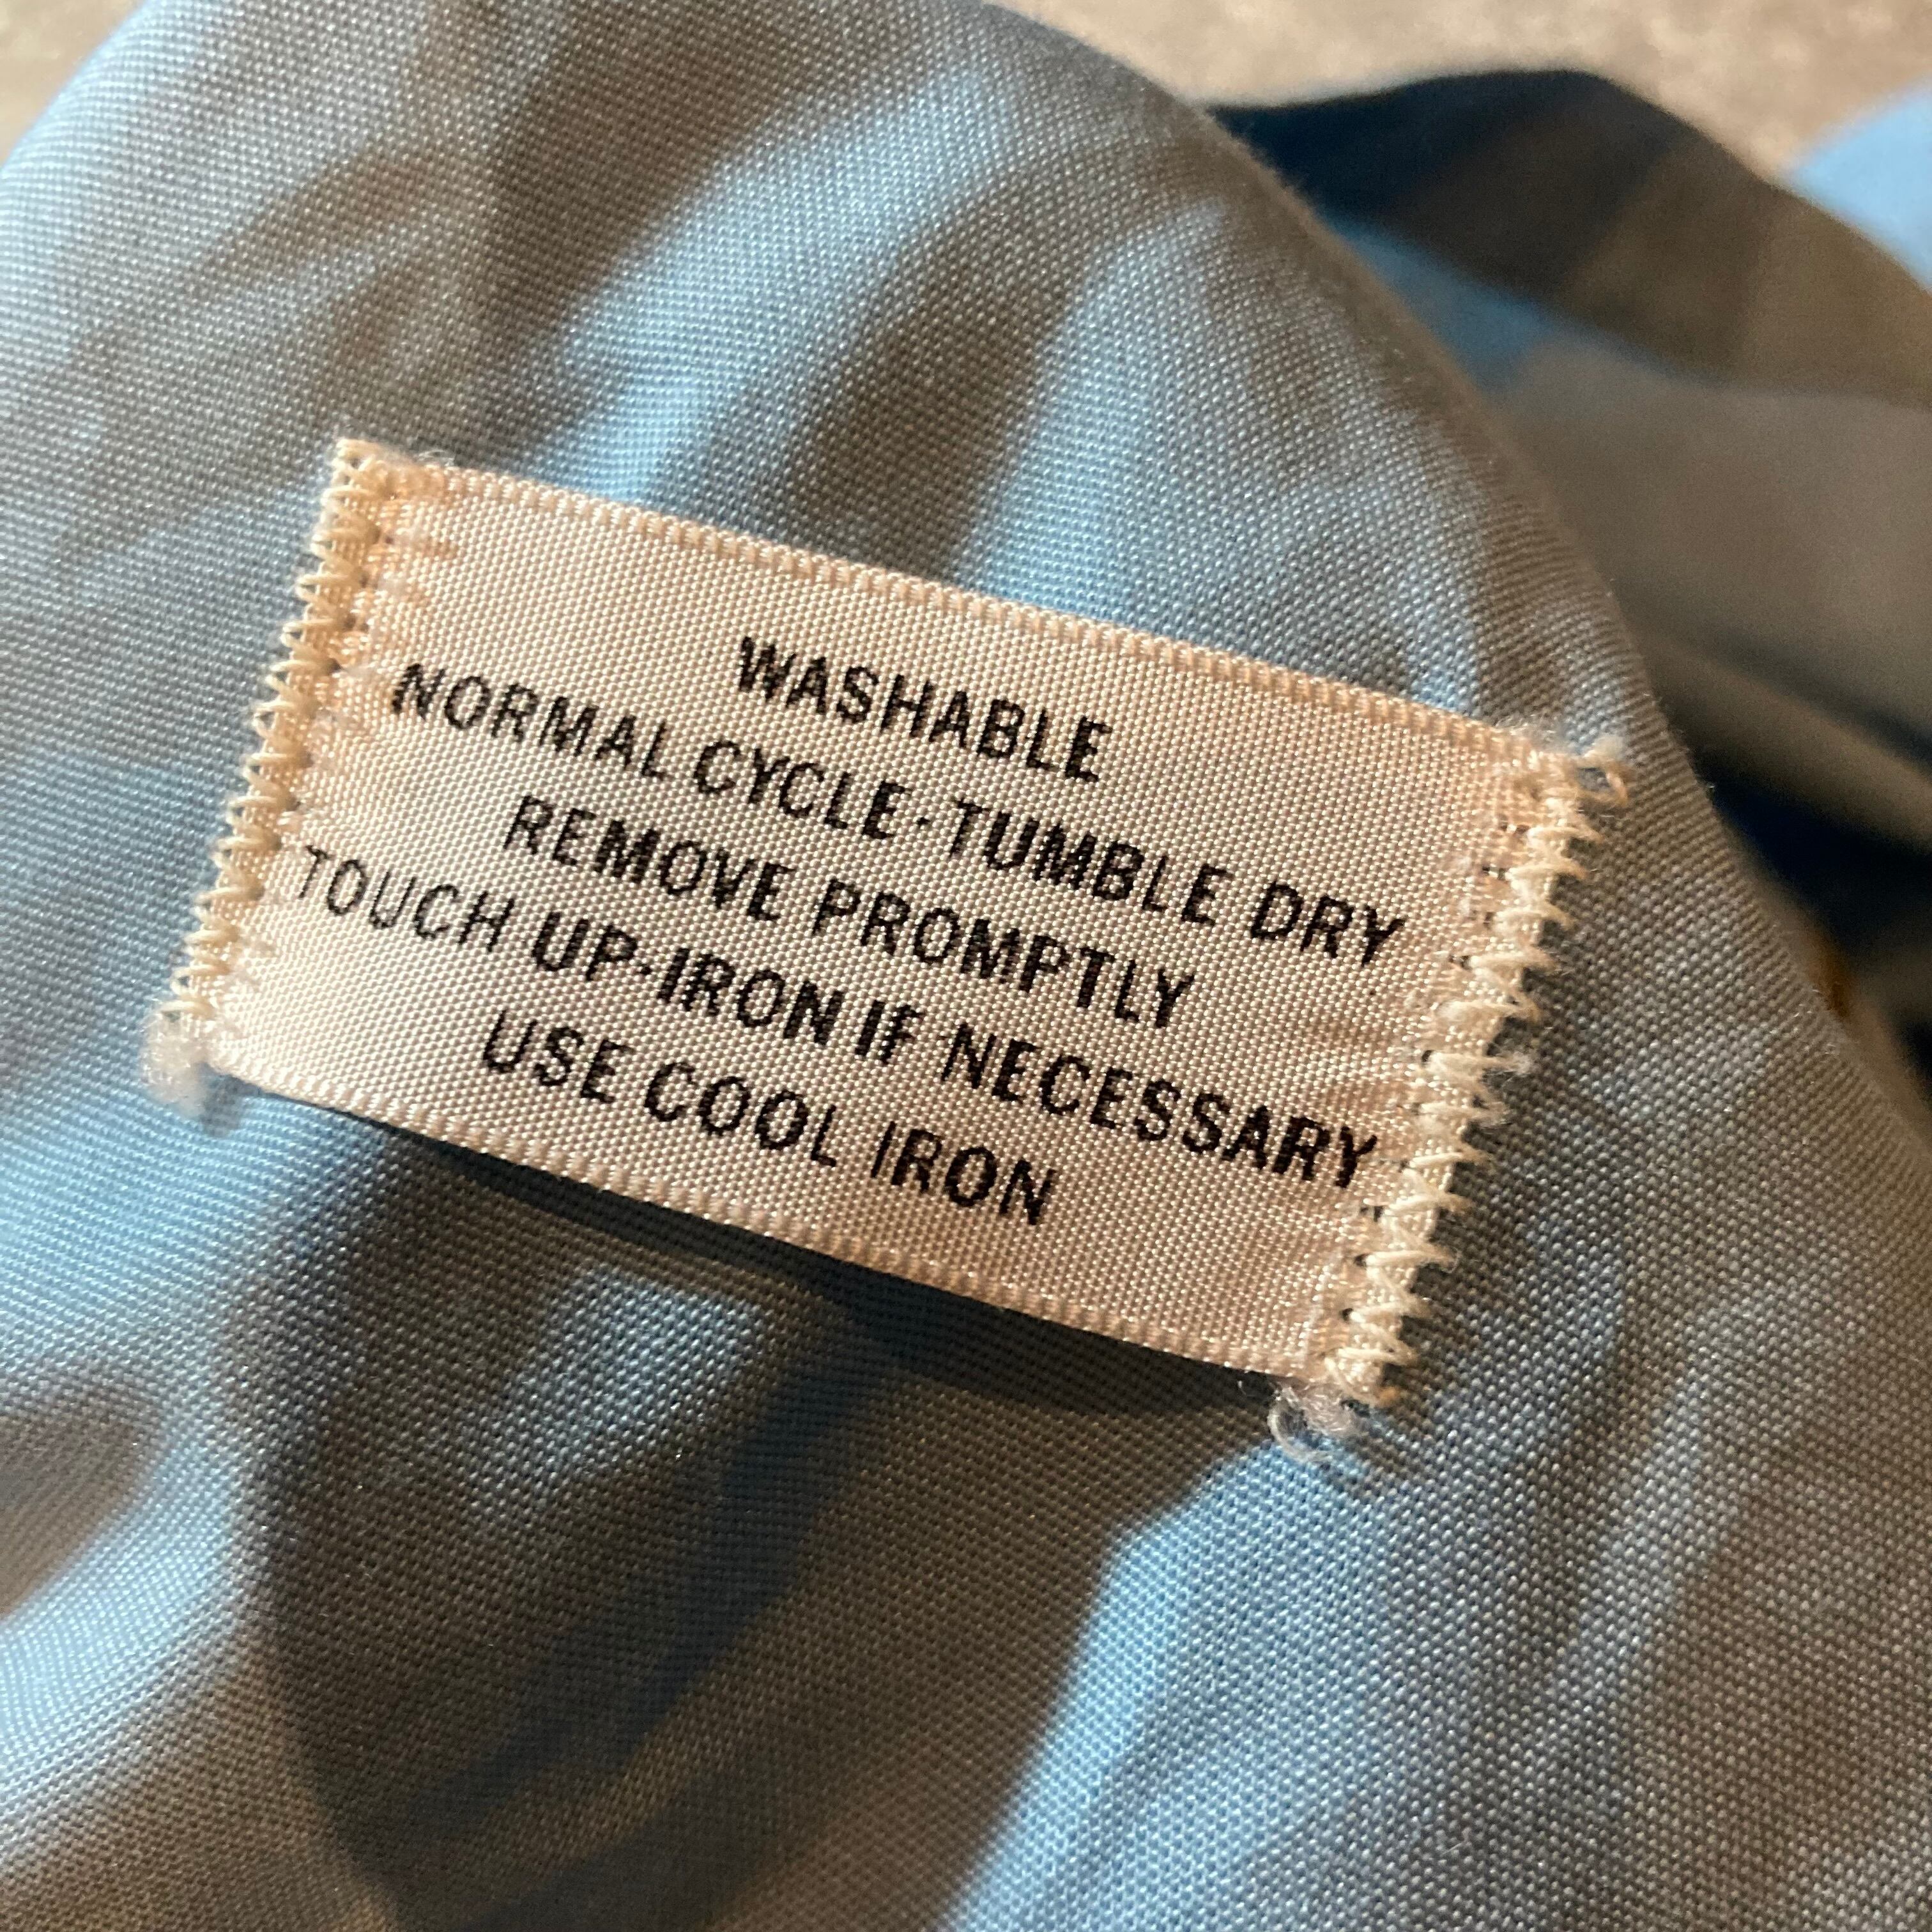 WASHABLE
NORMAL CYCLE-TUMBLE DRY
REMOVE PROMPTLY
TOUCH UP-IRON IF NECESSARY
USE COOL IRON